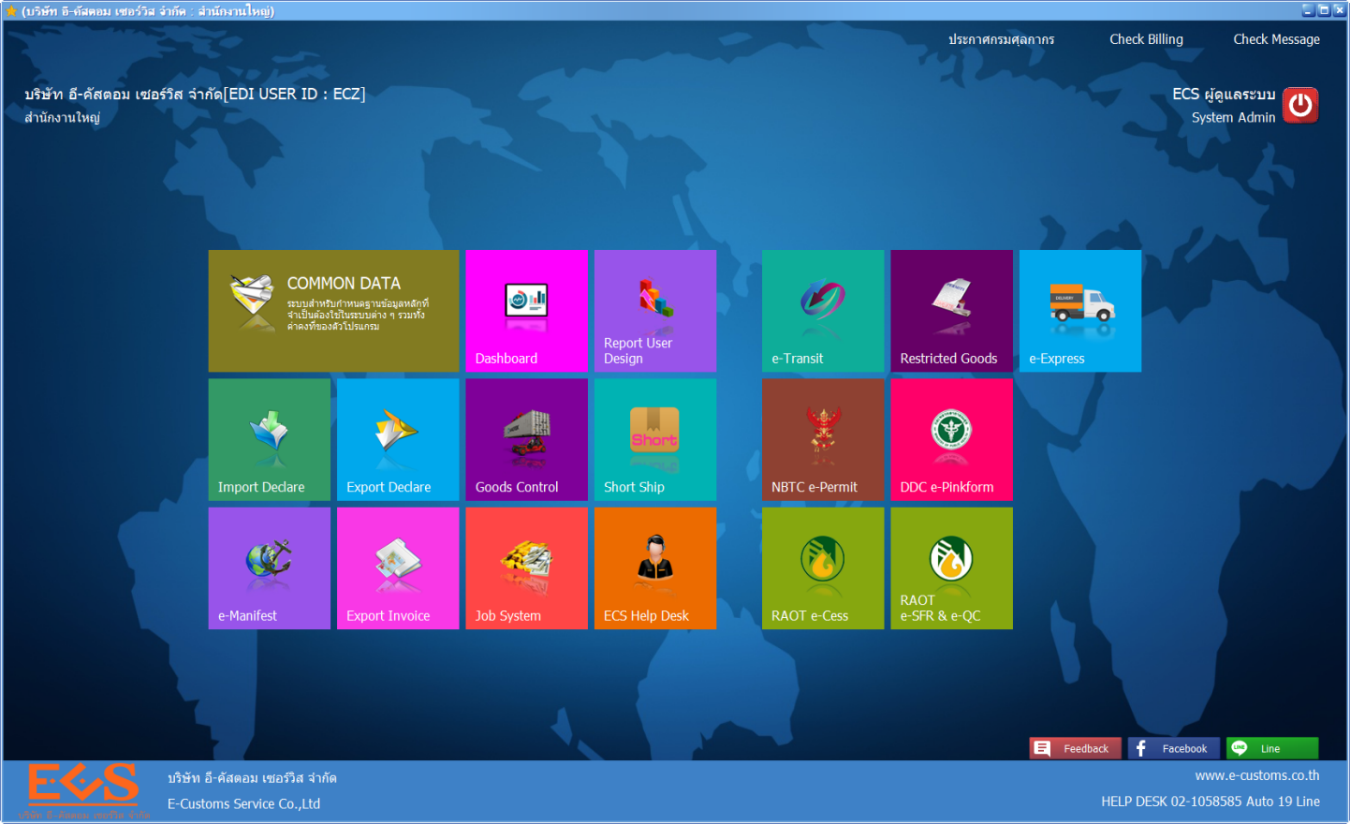 (บริษัท อี-คัสตอม เซอร์วิส จำกัด : สำนักงานใหญ่)
ประกาศกรมศุลกากร Check Billing Check Message
บริษัท อี-คัสตอม เซอร์วิส จำกัด[EDI USER ID : ECZ]
สำนักงานใหญ่
ECS ผู้ดูแลระบบ
System Admin
COMMON DATA
ระบบสำหรับกำหนดฐานข้อมูลหลักที่
จำเป็นต้องใช้ในระบบต่าง ๆ รวมทั้ง
ค่าคงที่ของตัวโปรแกรม
Dashboard
Report User
Design
e-Transit
Restricted Goods
DELIVERY
e-Express
Import Declare
Export Declare
Goods Control
Short
Short Ship
NBTC e-Permit
DDC e-Pinkform
e-Manifest
Export Invoice
Job System
ECS Help Desk
RAOT e-Cess
RAOT
e-SFR & e-QC
Feedback
Facebook
LINE
Line
ECS
บริษัท อี-คัสตอม เซอร์วิส จำกัด
บริษัท อี-คัสตอม เซอร์วิส จำกัด
E-Customs Service Co.,Ltd
www.e-customs.co.th
HELP DESK 02-1058585 Auto 19 Line